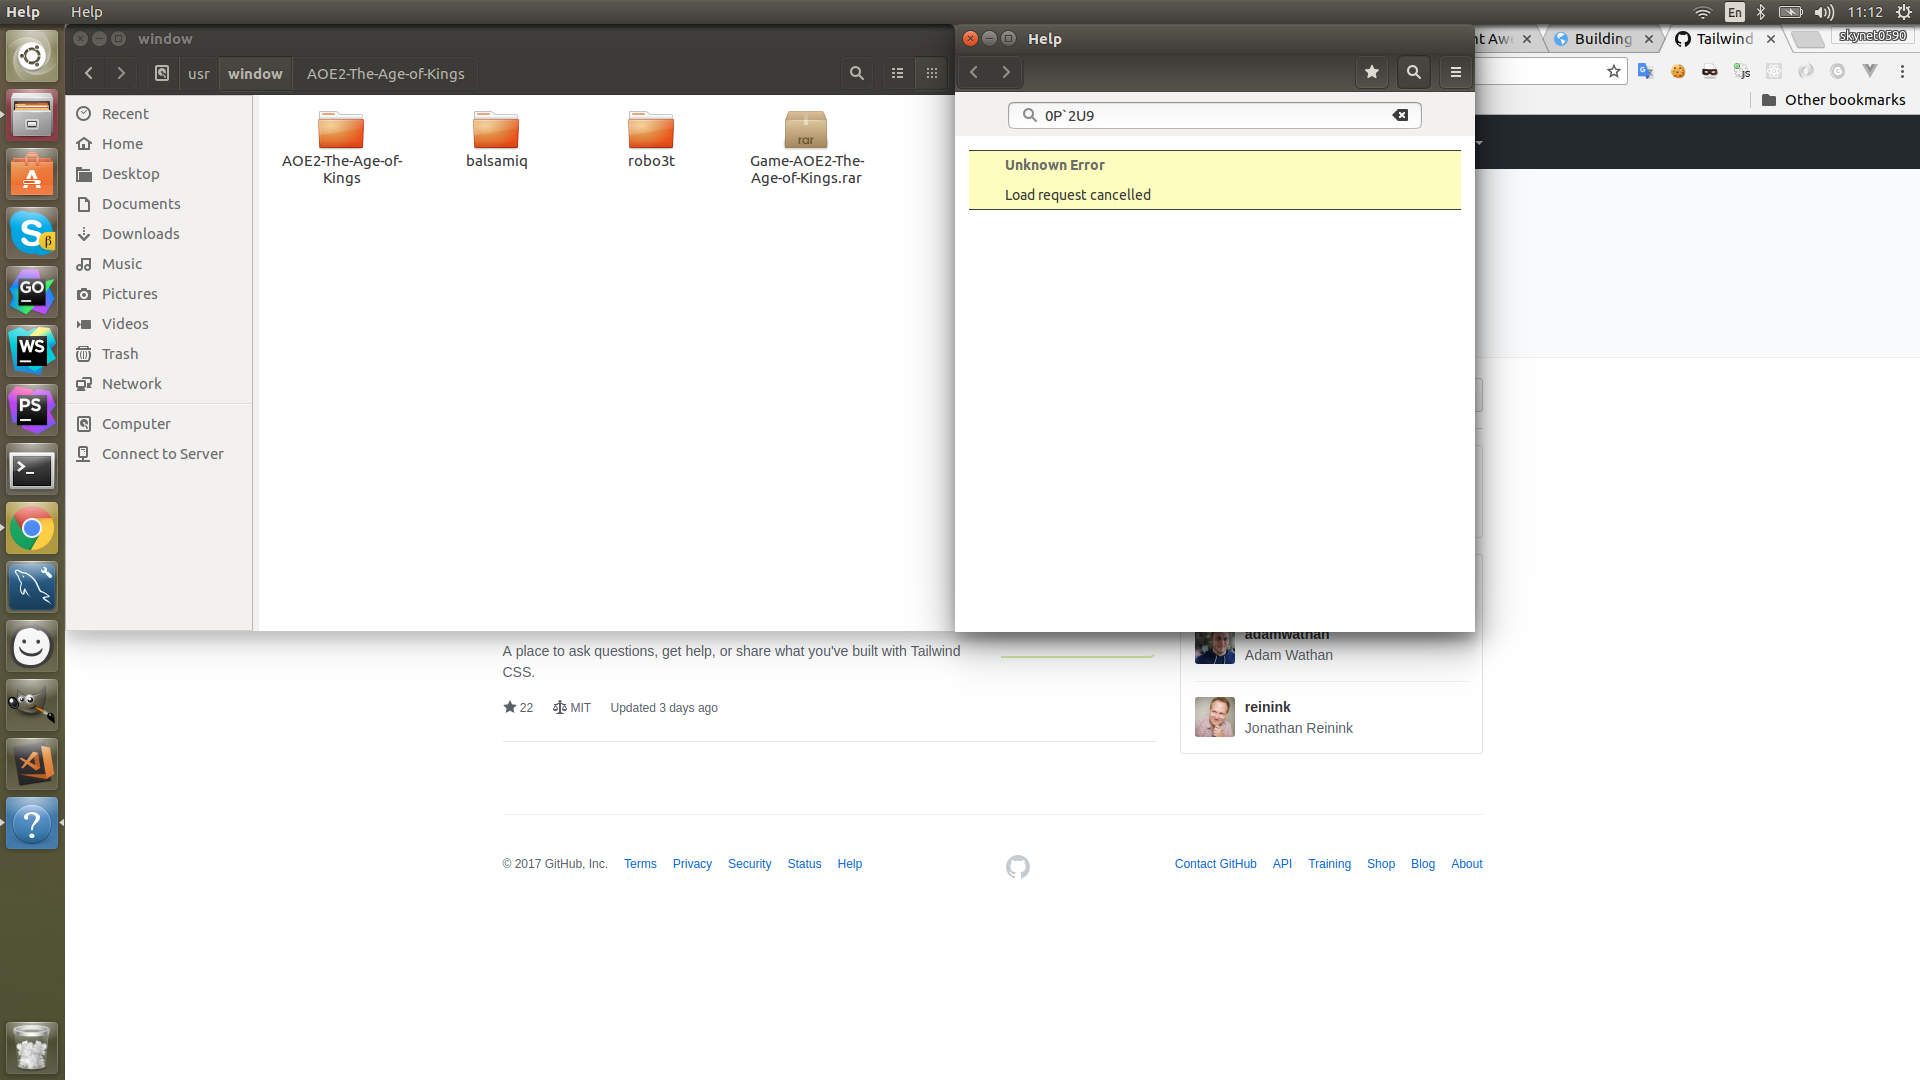 Help Help
En 11:12
window
usr window AOE2-The-Age-of-Kings
Recent
Home
Desktop
Documents
Downloads
Music
Pictures
Videos
Trash
Network
Computer
Connect to Server
AOE2-The-Age-of-
Kings
balsamiq
robo3t
rar
Game-AOE2-The-
Age-of-Kings.rar
Help
0P`2U9
Unknown Error
Load request cancelled
Building
Tailwind
skynet0590
JS
Other bookmarks
β
GO
WS
PS
>_
?
A place to ask questions, get help, or share what you've built with Tailwind
CSS.
22 MIT Updated 3 days ago
adamwathan
Adam Wathan
reinink
Jonathan Reinink
© 2017 GitHub, Inc. Terms Privacy Security Status Help
Contact GitHub API Training Shop Blog About